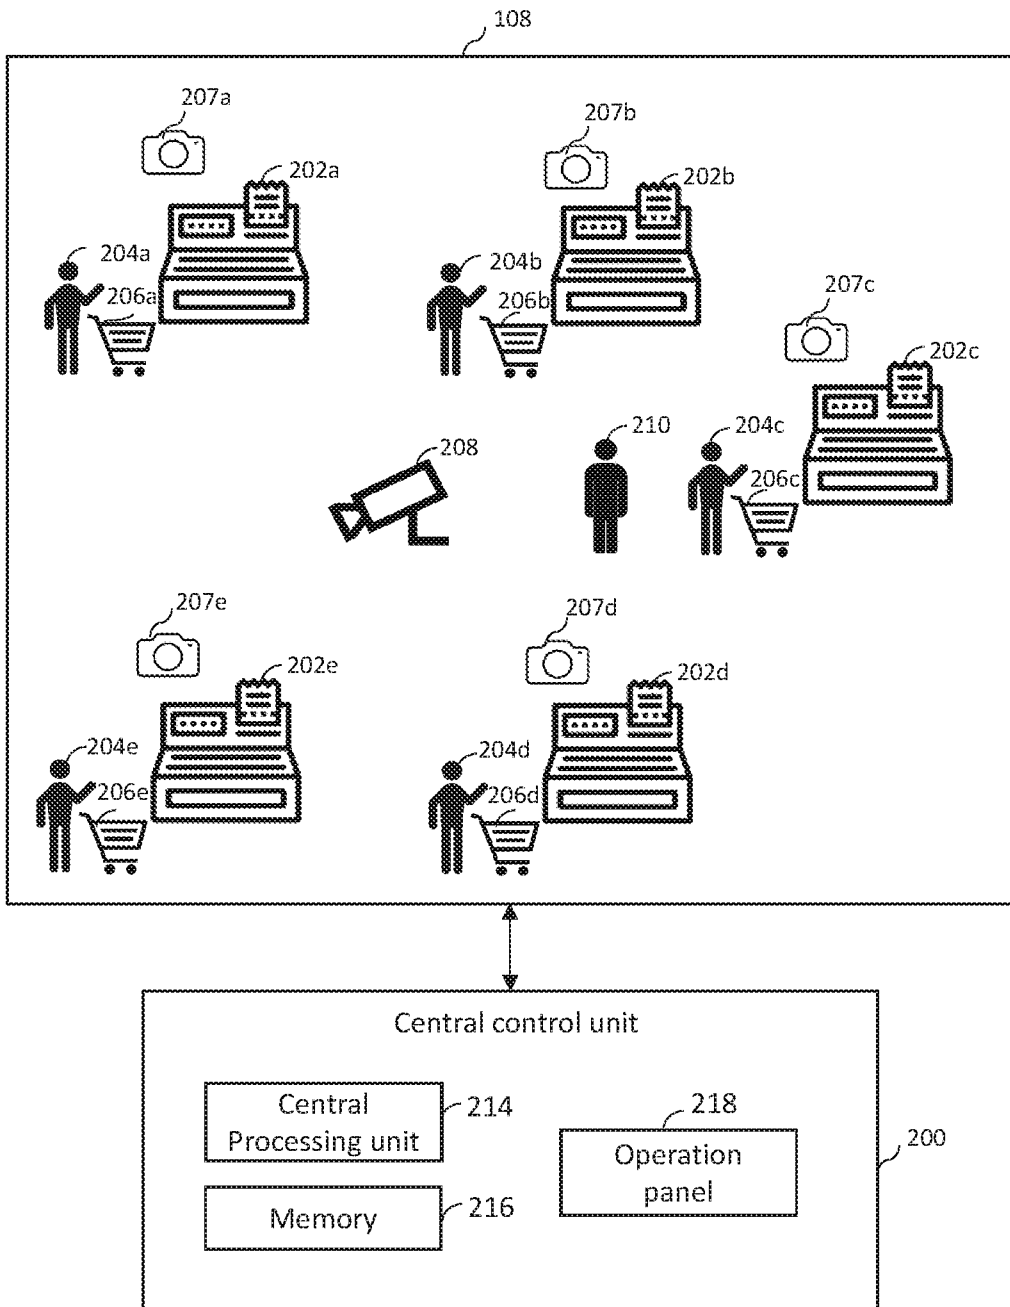 108
207a
207b
202a
202b
204a
204b
206a
206b
207c
202c
210
204c
208
206c
207e
207d
202e
202d
204e
204d
206e
206d
Central control unit
Central
Processing unit
214
218
Operation
panel
200
Memory
216